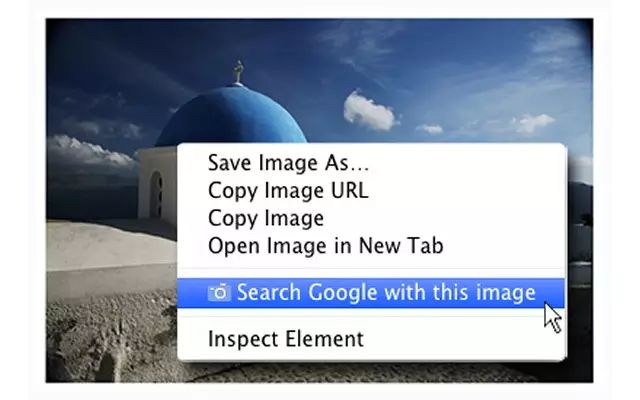 Save Image As...
Copy Image URL
Copy Image
Open Image in New Tab
Search Google with this image
Inspect Element